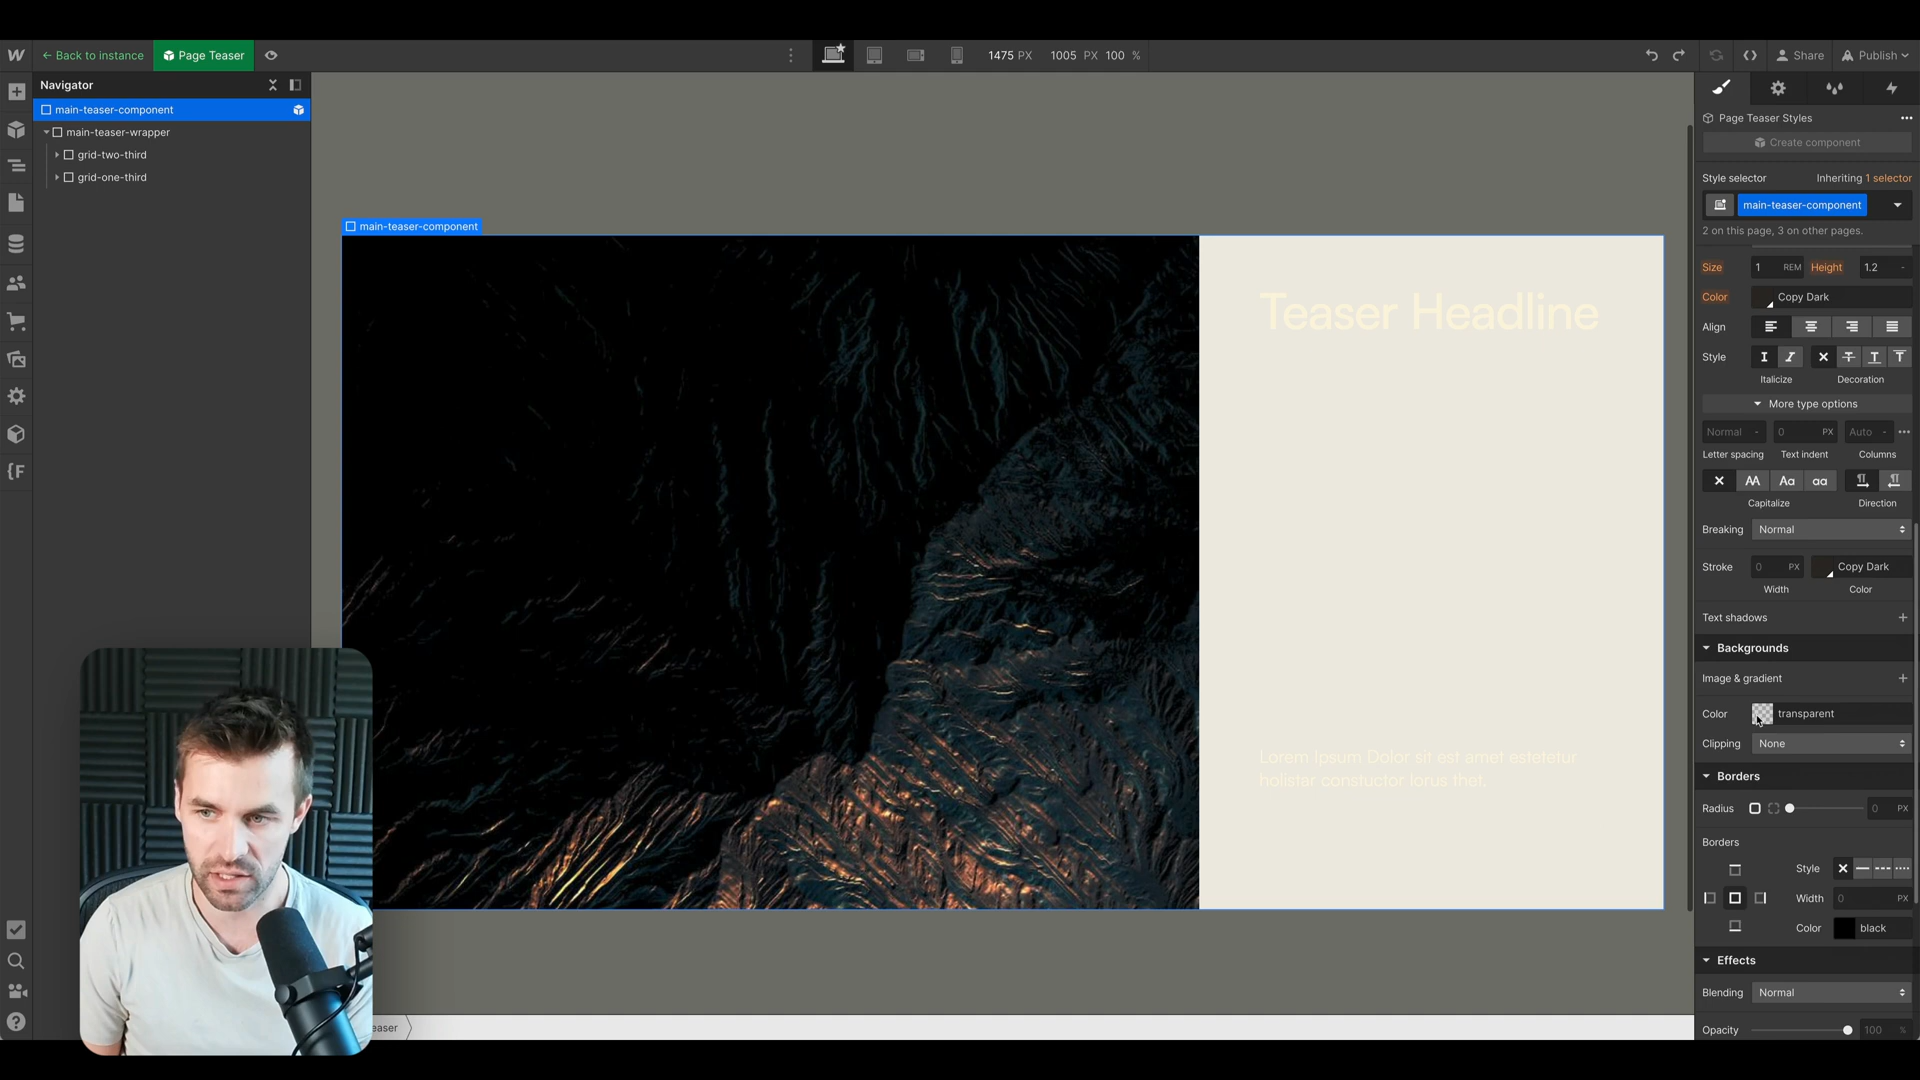 ← Back to instance
Page Teaser
1475 PX 1005 PX 100 %
Share
Publish
Navigator
main-teaser-component
main-teaser-wrapper
grid-two-third
grid-one-third
main-teaser-component
Teaser Headline
Lorem Ipsum Dolor sit est amet estetetur
hollstar constuctor lorus thet.
easer
Page Teaser Styles
Create component
Style selector
Inheriting 1 selector
main-teaser-component
2 on this page, 3 on other pages.
Size 1 REM Height 1.2 -
Color Copy Dark
Align
Style
Italicize Decoration
More type options
Normal - 0 PX Auto -
Letter spacing Text indent Columns
AA Aa aa
Capitalize Direction
Breaking Normal
Stroke 0 PX Copy Dark
Width Color
Text shadows
Backgrounds
Image & gradient
Color transparent
Clipping None
Borders
Radius 0 PX
Borders
Style
Width 0 PX
Color black
Effects
Blending Normal
Opacity 100 %